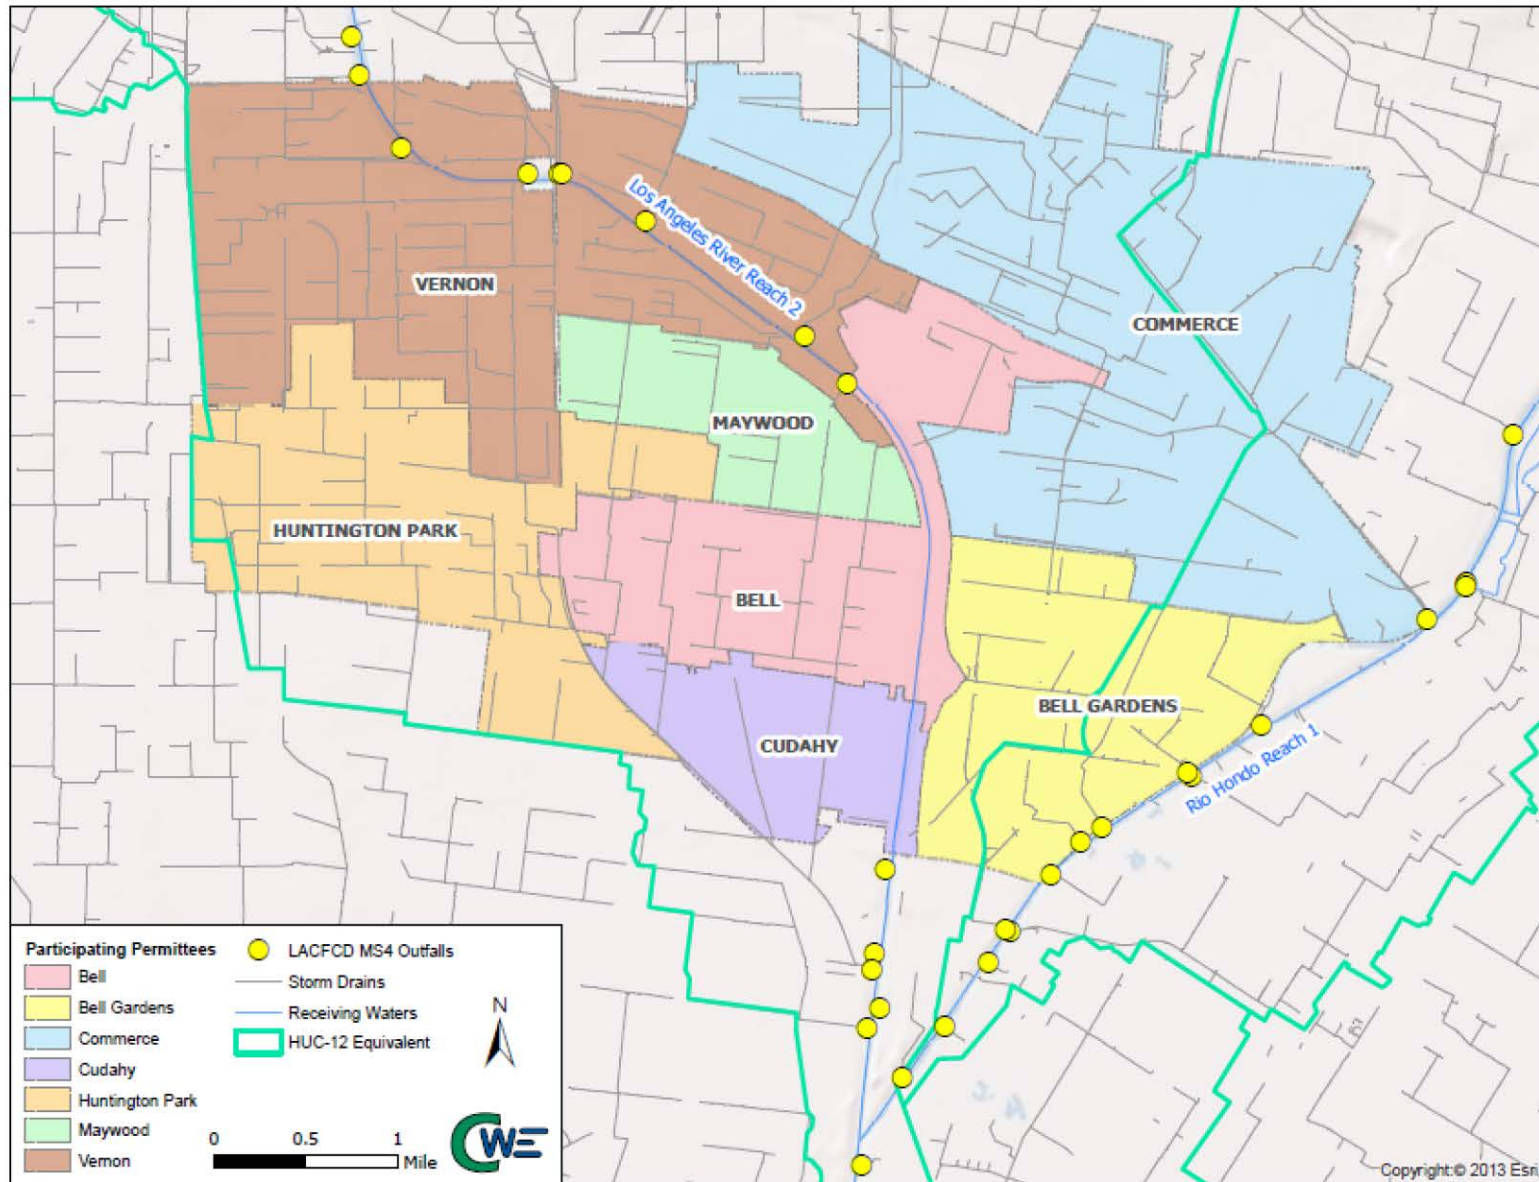 Los Angeles River Reach 2
VERNON
COMMERCE
MAYWOOD
HUNTINGTON PARK
BELL
BELL GARDENS
CUDAHY
Rio Hondo Reach 1
Participating Permittees
Bell
Bell Gardens
Commerce
Cudahy
Huntington Park
Maywood
Vernon
LACFCD MS4 Outfalls
Storm Drains
Receiving Waters
HUC-12 Equivalent
N
0 0.5 1
Mile
CWE
Copyright:© 2013 Esri